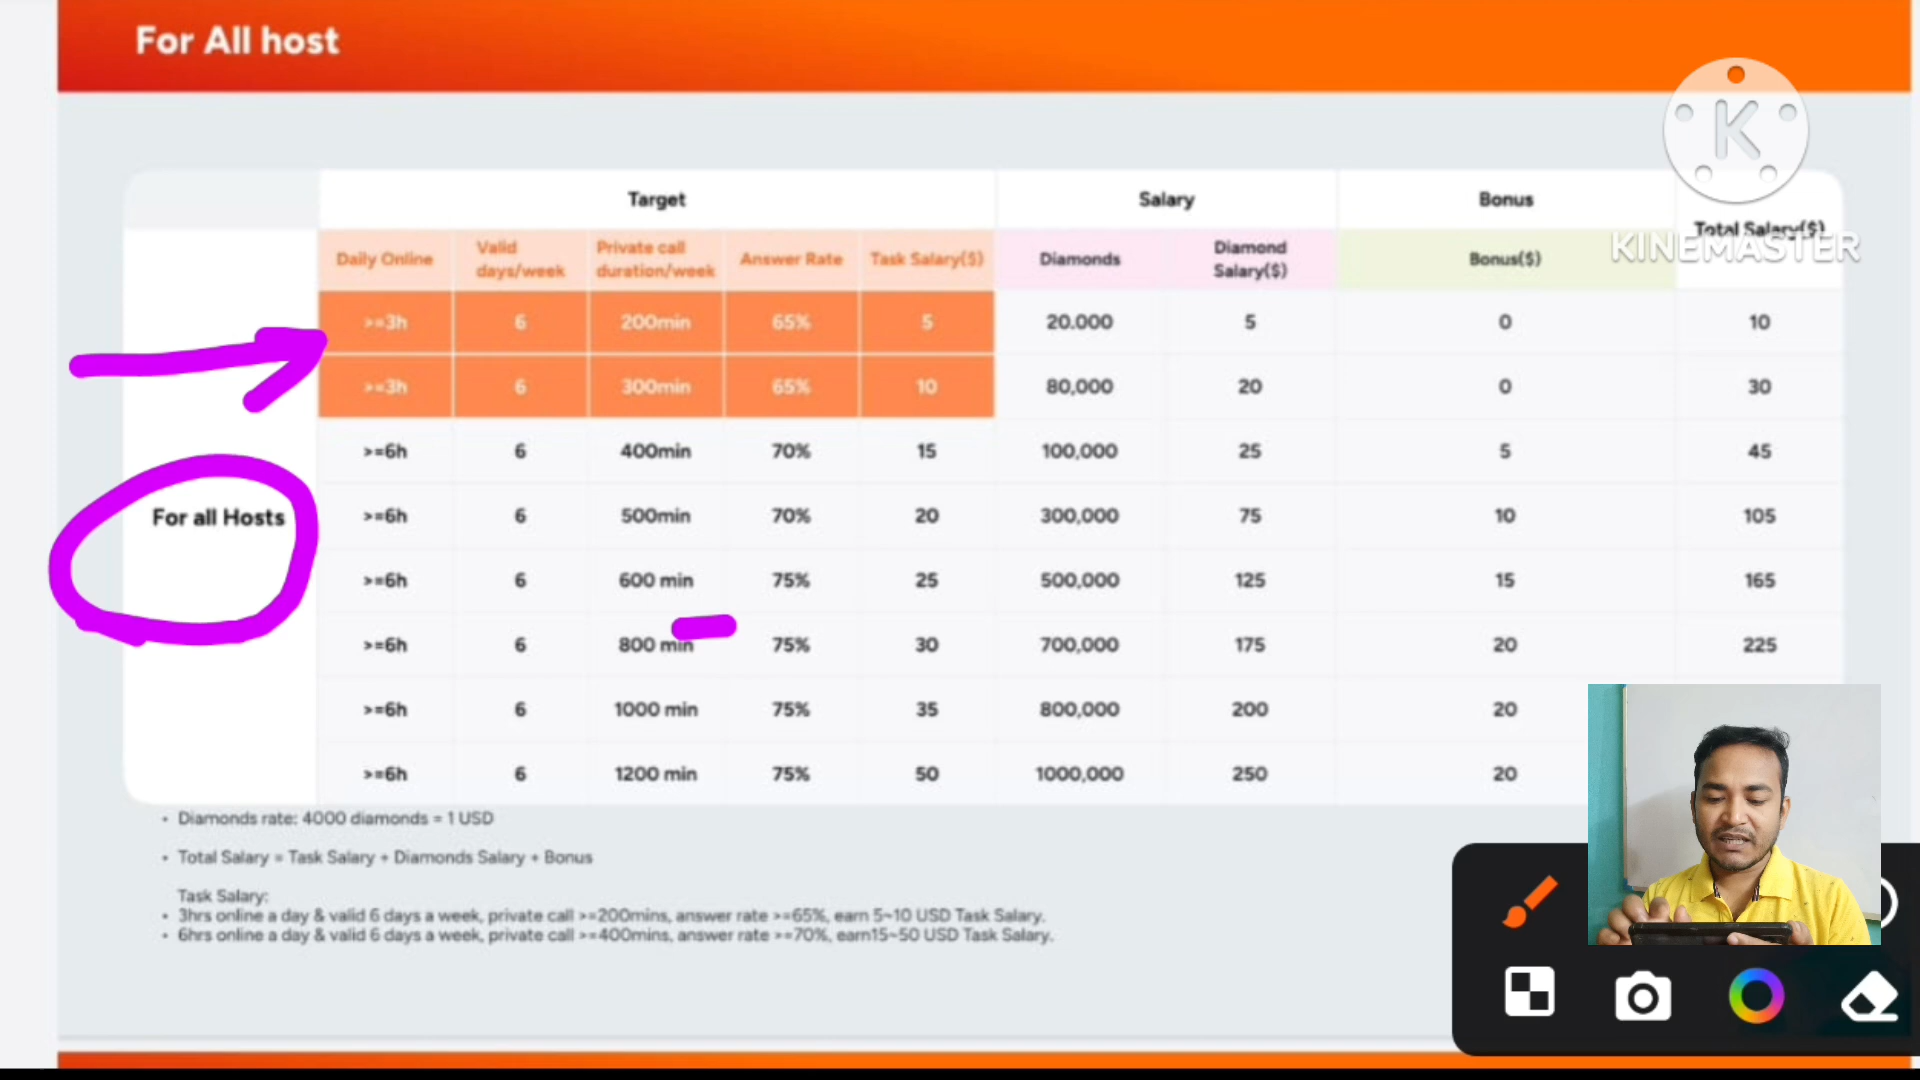 For All host
Target Salary Bonus Total Salary($)
Daily Online Valid days/week Private call duration/week Answer Rate Task Salary($) Diamonds Diamond Salary($) Bonus($)
>=3h 6 200min 65% 5 20.000 5 0 10
>=3h 6 300min 65% 10 80,000 20 0 30
>=6h 6 400min 70% 15 100,000 25 5 45
For all Hosts >=6h 6 500min 70% 20 300,000 75 10 105
>=6h 6 600 min 75% 25 500,000 125 15 165
>=6h 6 800 min 75% 30 700,000 175 20 225
>=6h 6 1000 min 75% 35 800,000 200 20
>=6h 6 1200 min 75% 50 1000,000 250 20
• Diamonds rate: 4000 diamonds = 1 USD
• Total Salary = Task Salary + Diamonds Salary + Bonus
Task Salary:
• 3hrs online a day & valid 6 days a week, private call >=200mins, answer rate >=65%, earn 5~10 USD Task Salary.
• 6hrs online a day & valid 6 days a week, private call >=400mins, answer rate >=70%, earn15~50 USD Task Salary.
K
KINEMASTER